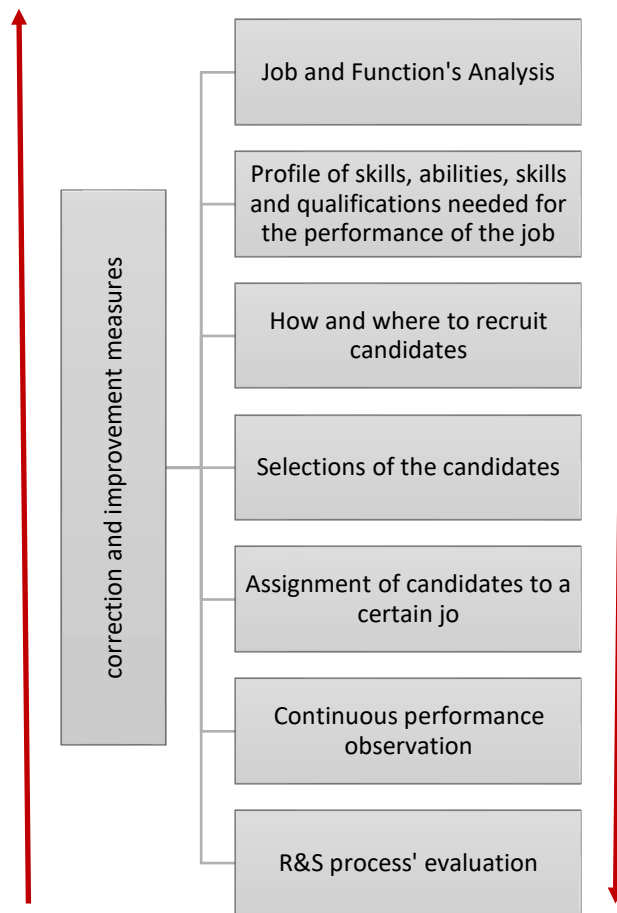 correction and improvement measures
Job and Function's Analysis
Profile of skills, abilities, skills
and qualifications needed for
the performance of the job
How and where to recruit
candidates
Selections of the candidates
Assignment of candidates to a
certain jo
Continuous performance
observation
R&S process' evaluation